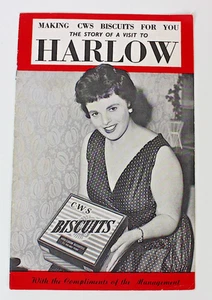 MAKING CWS BISCUITS FOR YOU
THE STORY OF A VISIT TO
HARLOW
CWS
BISCUITS
With the Compliments of the Management